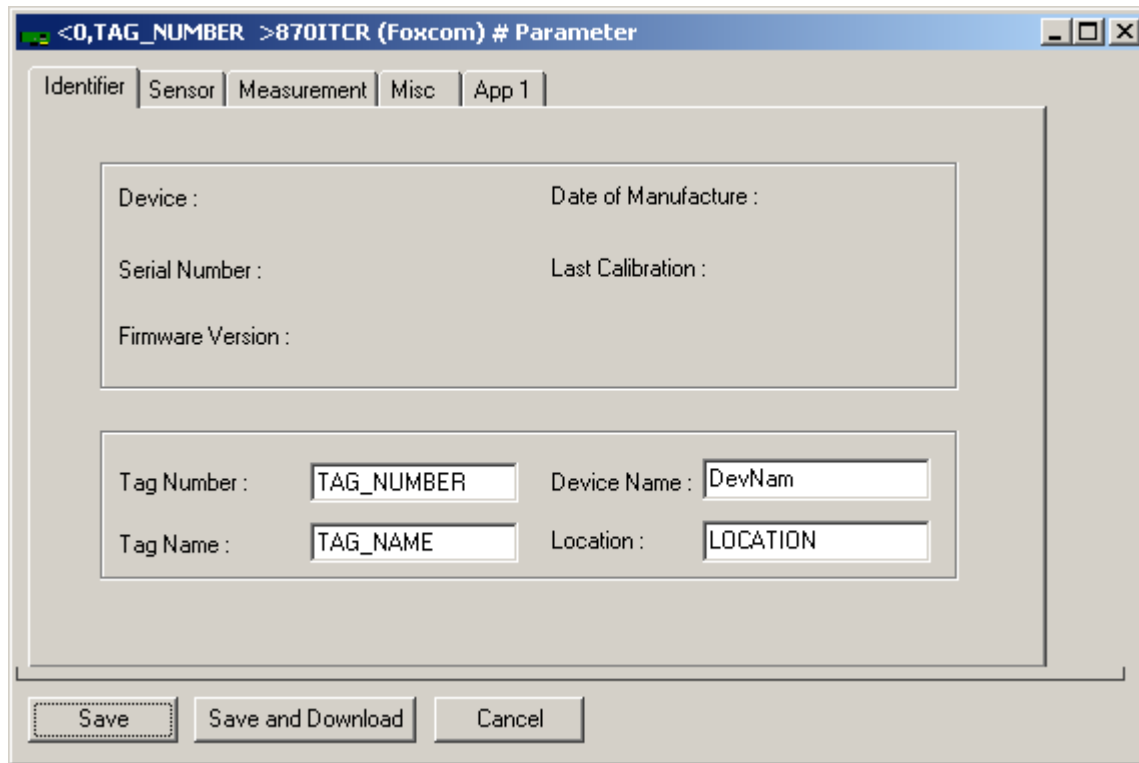 <0,TAG_NUMBER  >870ITCR (Foxcom) # Parameter
Identifier Sensor Measurement Misc App 1
Device : Date of Manufacture :
Serial Number : Last Calibration :
Firmware Version :
Tag Number : TAG_NUMBER Device Name : DevNam
Tag Name : TAG_NAME Location : LOCATION
Save Save and Download Cancel